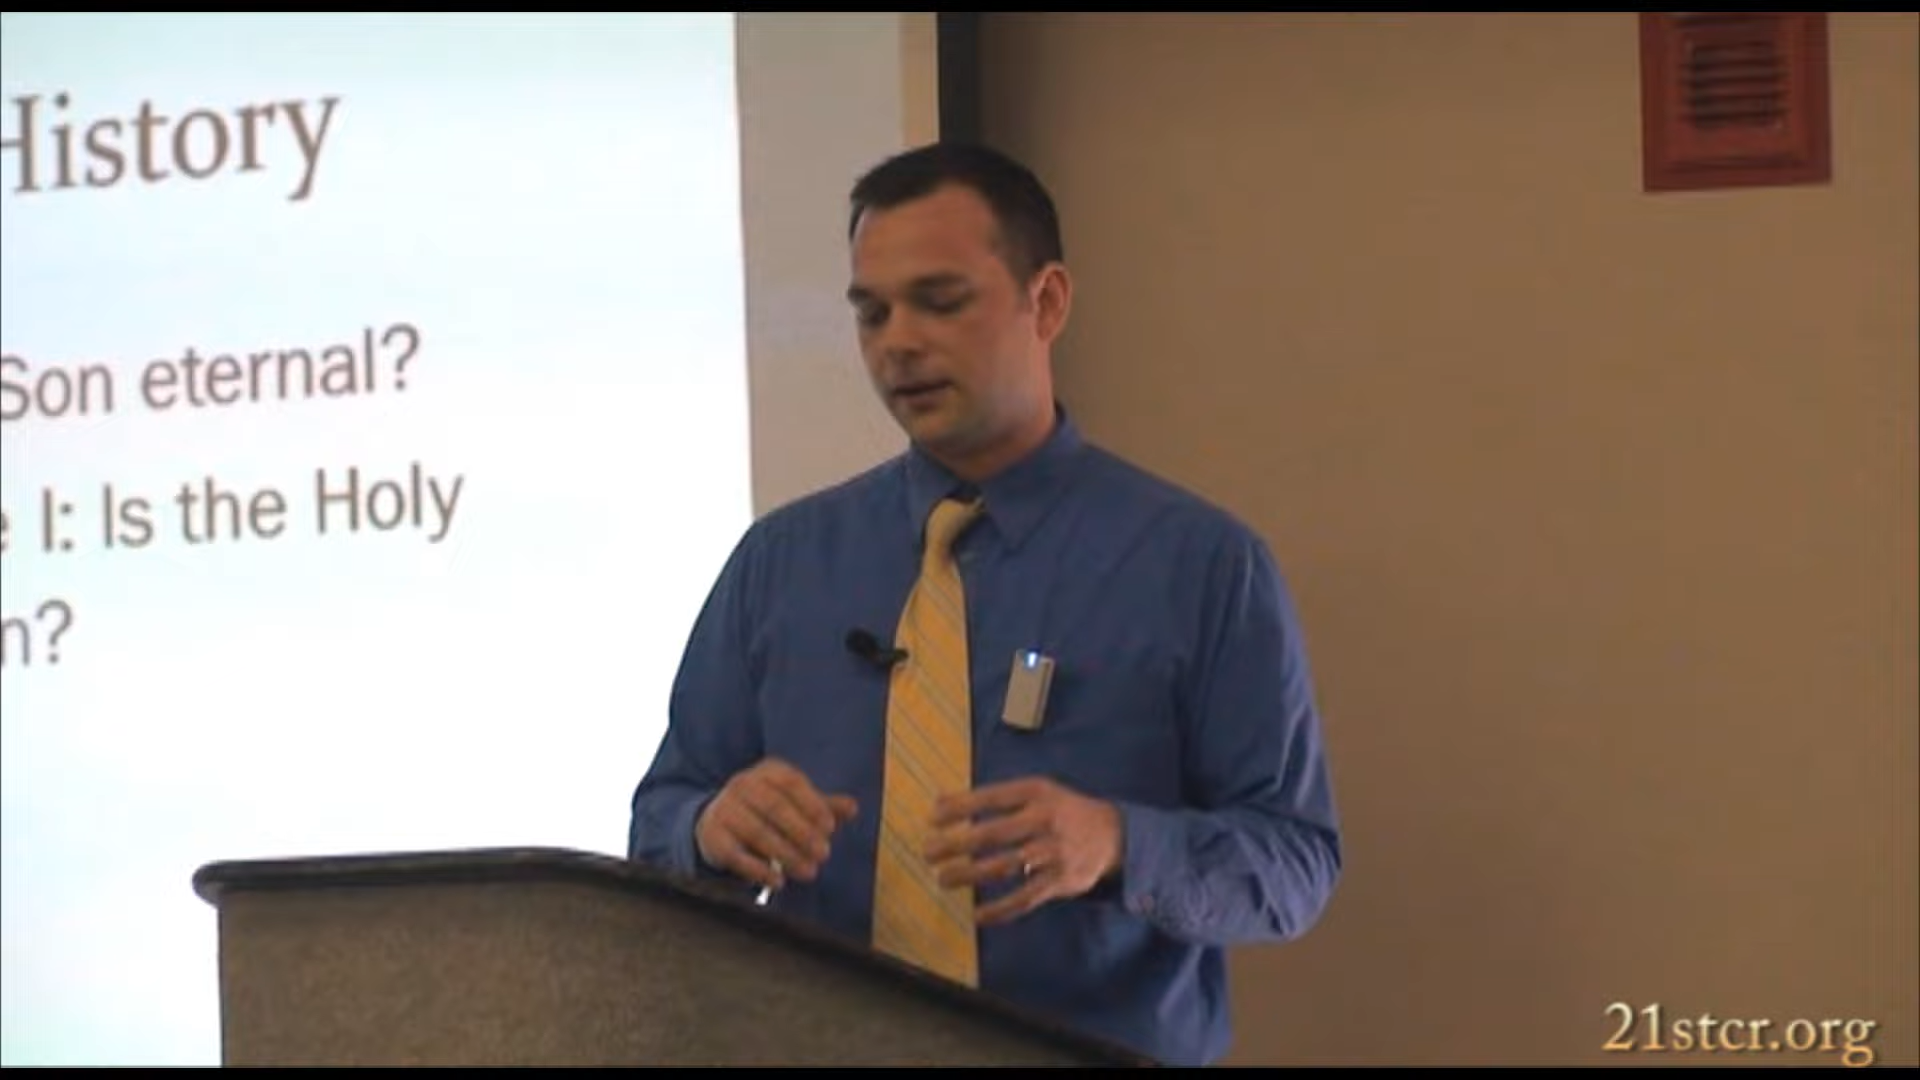 History
Son eternal?
I: Is the Holy
n?
21stcr.org